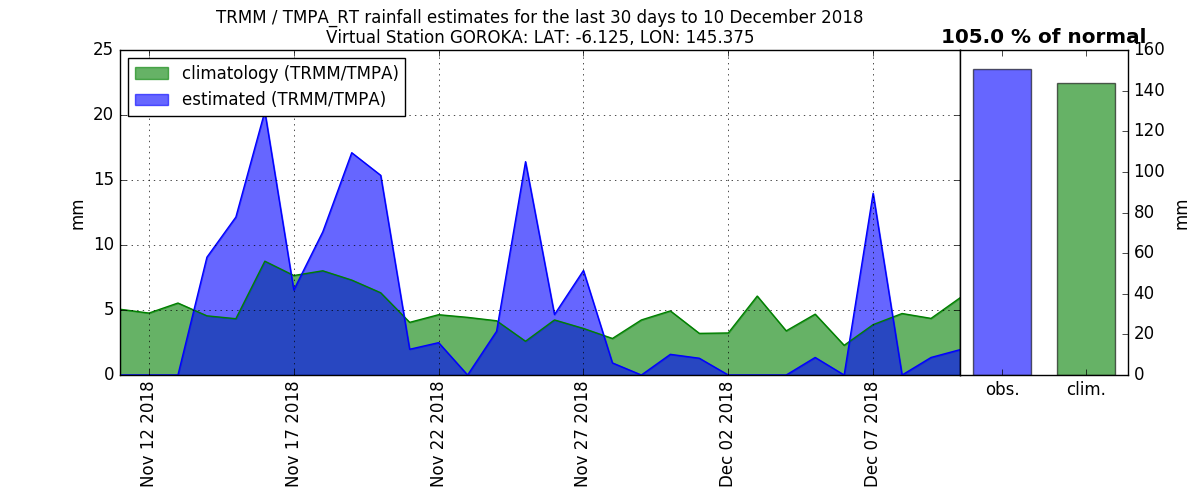 TRMM / TMPA_RT rainfall estimates for the last 30 days to 10 December 2018
Virtual Station GOROKA: LAT: -6.125, LON: 145.375
105.0 % of normal
climatology (TRMM/TMPA)
estimated (TRMM/TMPA)
25
20
15
10
5
0
mm
Nov 12 2018
Nov 17 2018
Nov 22 2018
Nov 27 2018
Dec 02 2018
Dec 07 2018
160
140
120
100
80
60
40
20
0
mm
obs.
clim.